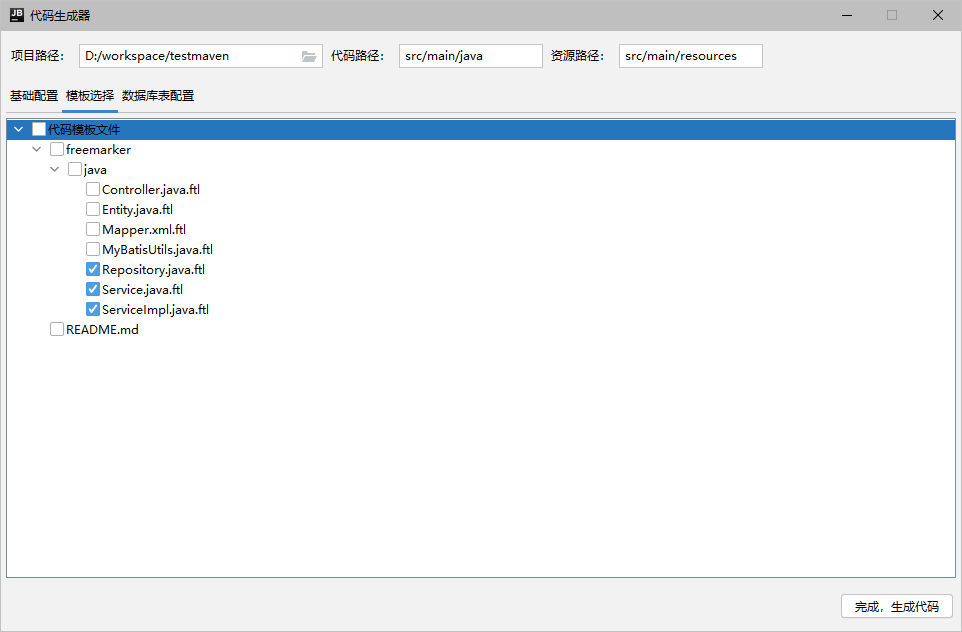 JB 代码生成器
项目路径: D:/workspace/testmaven 代码路径: src/main/java 资源路径: src/main/resources
基础配置 模板选择 数据库表配置
代码模板文件
freemarker
java
Controller.java.ftl
Entity.java.ftl
Mapper.xml.ftl
MyBatisUtils.java.ftl
Repository.java.ftl
Service.java.ftl
ServiceImpl.java.ftl
README.md
完成，生成代码